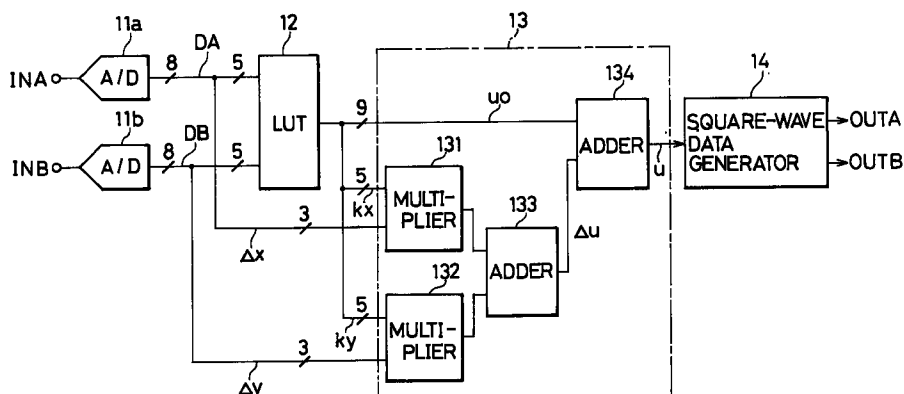 11a
12
13
DA
INA
A/D
8
5
134
14
9
uo
LUT
11b
DB
INB
A/D
8
5
131
ADDER
u
SQUARE-WAVE
DATA
GENERATOR
OUTA
OUTB
5
kx
MULTI-
PLIER
133
3
Δx
Δu
ADDER
132
5
ky
MULTI-
PLIER
3
Δy